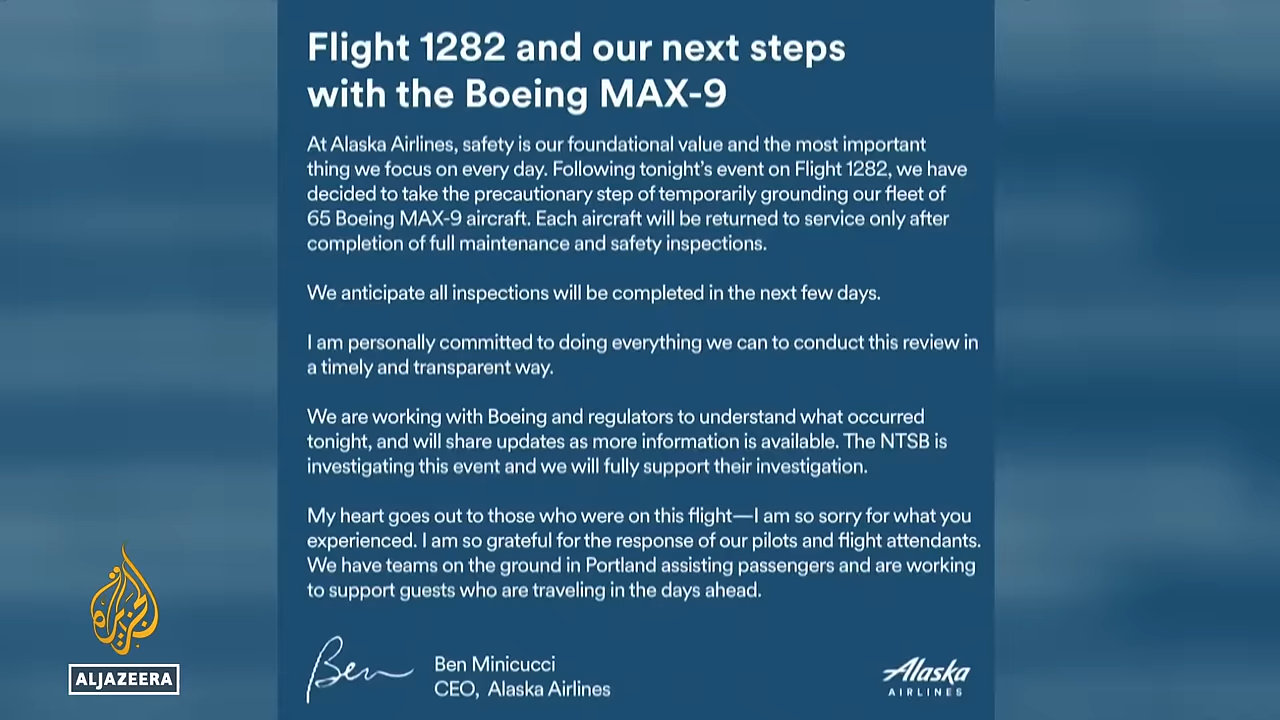 Flight 1282 and our next steps
with the Boeing MAX-9
At Alaska Airlines, safety is our foundational value and the most important
thing we focus on every day. Following tonight's event on Flight 1282, we have
decided to take the precautionary step of temporarily grounding our fleet of
65 Boeing MAX-9 aircraft. Each aircraft will be returned to service only after
completion of full maintenance and safety inspections.
We anticipate all inspections will be completed in the next few days.
I am personally committed to doing everything we can to conduct this review in
a timely and transparent way.
We are working with Boeing and regulators to understand what occurred
tonight, and will share updates as more information is available. The NTSB is
investigating this event and we will fully support their investigation.
My heart goes out to those who were on this flight—I am so sorry for what you
experienced. I am so grateful for the response of our pilots and flight attendants.
We have teams on the ground in Portland assisting passengers and are working
to support guests who are traveling in the days ahead.
Ben
Ben Minicucci
CEO, Alaska Airlines
Alaska
AIRLINES
الجزيرة
ALJAZEERA